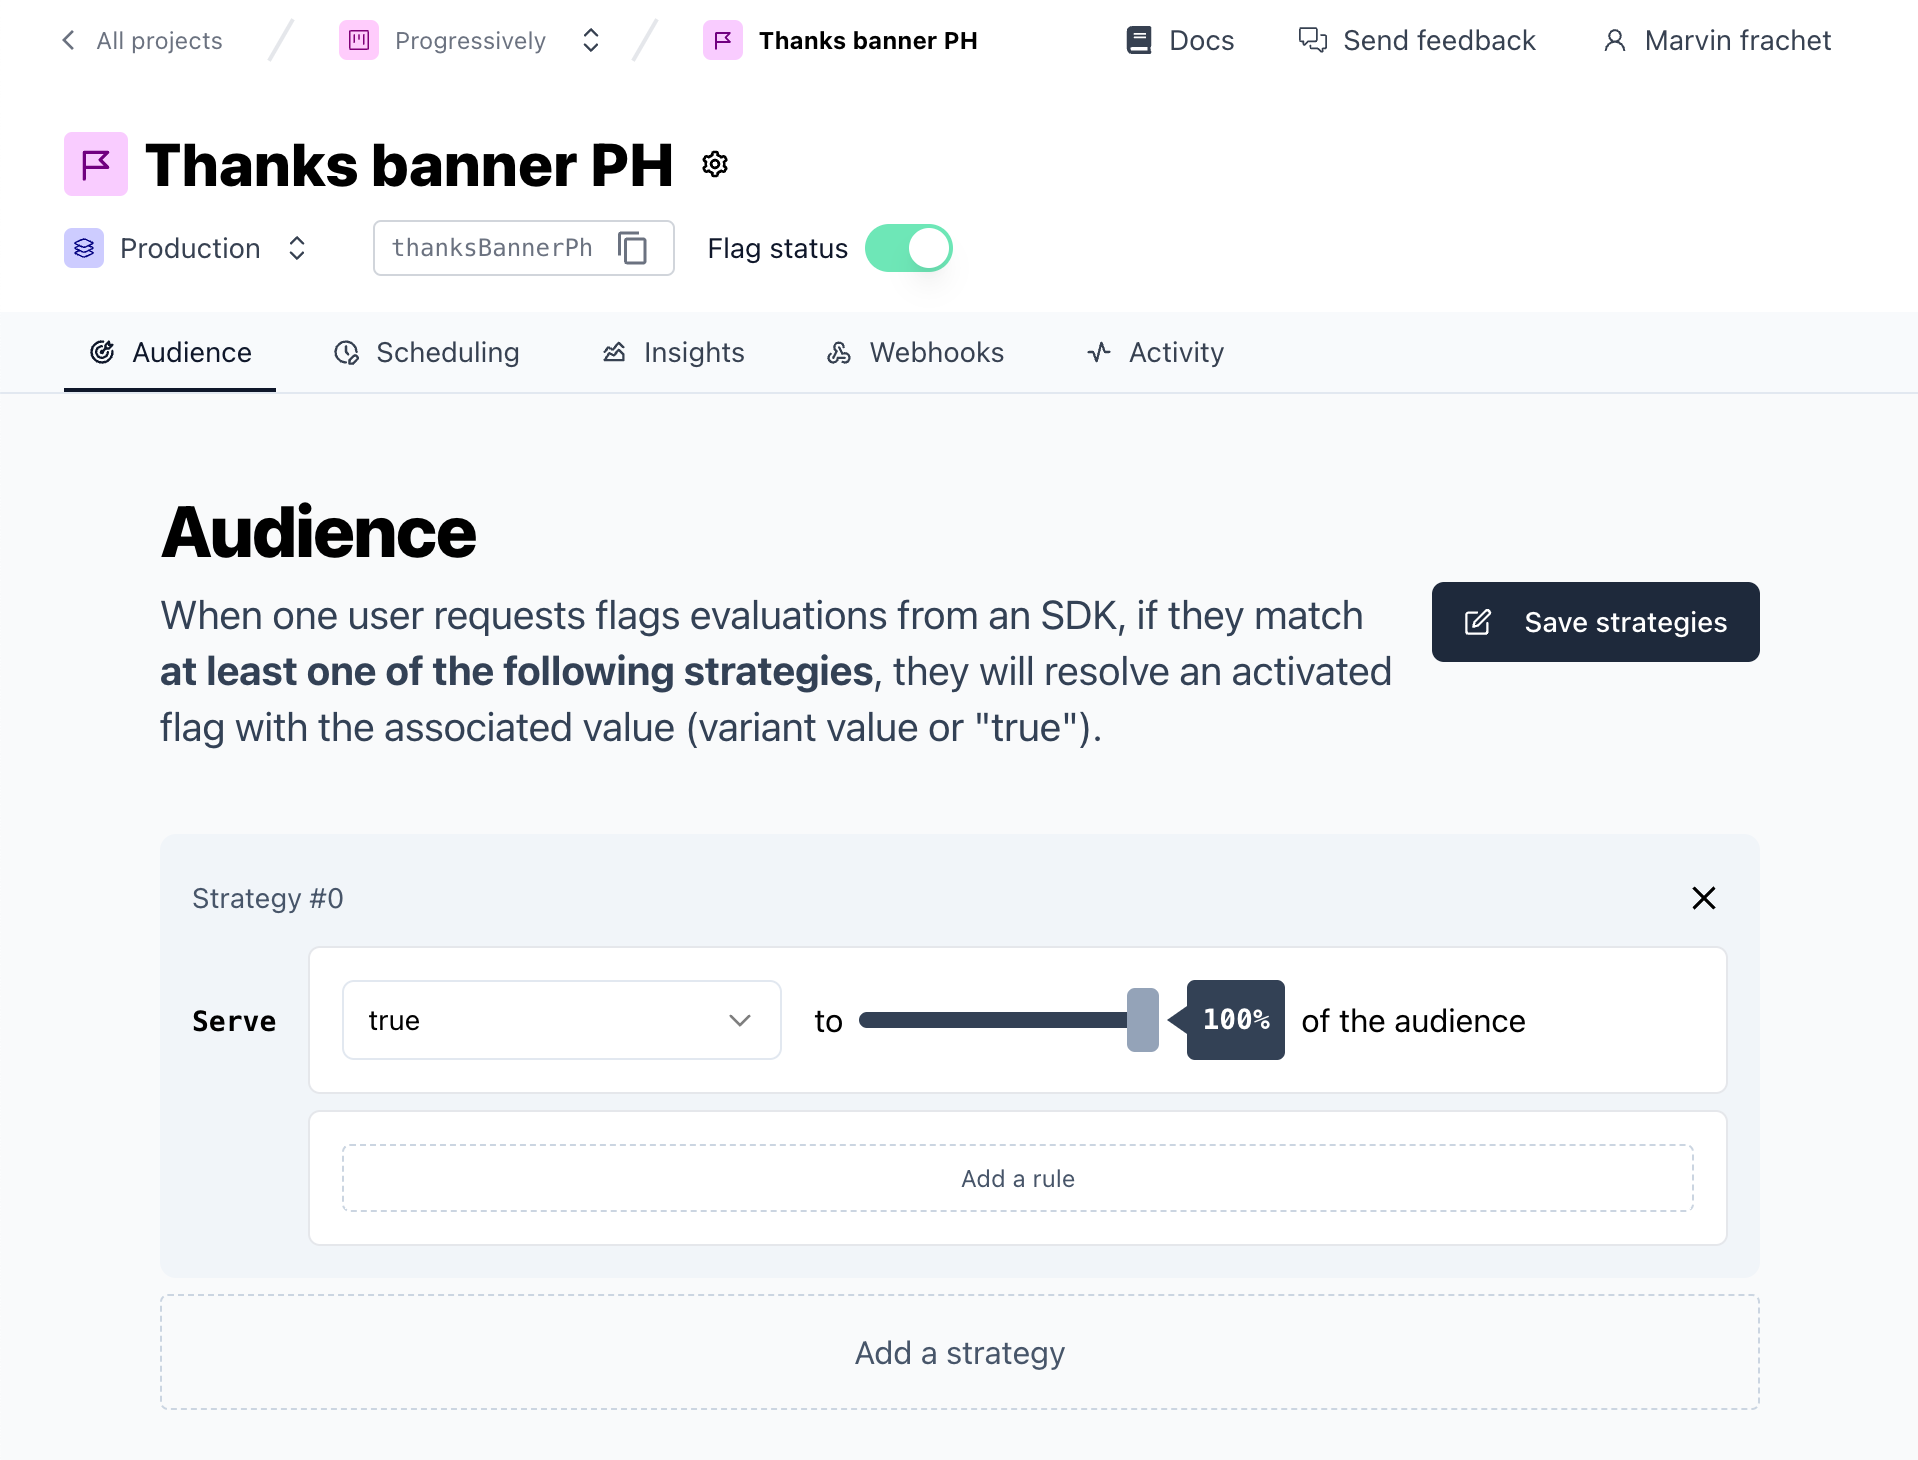 All projects
Progressively
Thanks banner PH
Docs
Send feedback
Marvin frachet
Thanks banner PH
Production
thanksBannerPh
Flag status
Audience
Scheduling
Insights
Webhooks
Activity
Audience
When one user requests flags evaluations from an SDK, if they match
at least one of the following strategies, they will resolve an activated
flag with the associated value (variant value or "true").
Save strategies
Strategy #0
Serve
true
to
100%
of the audience
Add a rule
Add a strategy